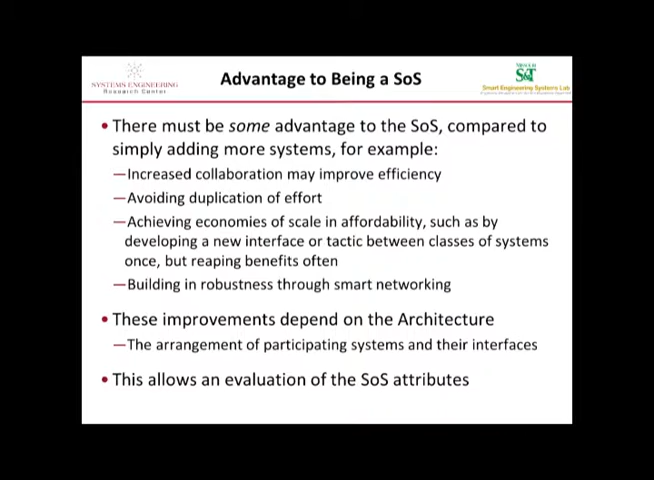 SYSTEMS ENGINEERING
Research Center
Advantage to Being a SoS
S&T
Smart Engineering Systems Lab
• There must be some advantage to the SoS, compared to
simply adding more systems, for example:
—Increased collaboration may improve efficiency
—Avoiding duplication of effort
—Achieving economies of scale in affordability, such as by
developing a new interface or tactic between classes of systems
once, but reaping benefits often
—Building in robustness through smart networking
• These improvements depend on the Architecture
—The arrangement of participating systems and their interfaces
• This allows an evaluation of the SoS attributes